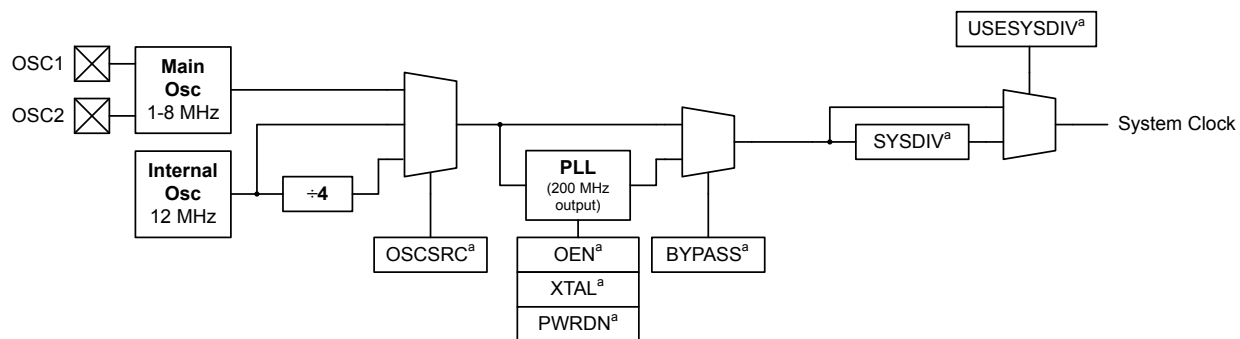 USESYSDIVᵃ
OSC1
Main
Osc
1-8 MHz
OSC2
System Clock
SYSDIVᵃ
Internal
Osc
12 MHz
÷4
PLL
(200 MHz
output)
OSCSRCᵃ
OENᵃ
BYPASSᵃ
XTALᵃ
PWRDNᵃ